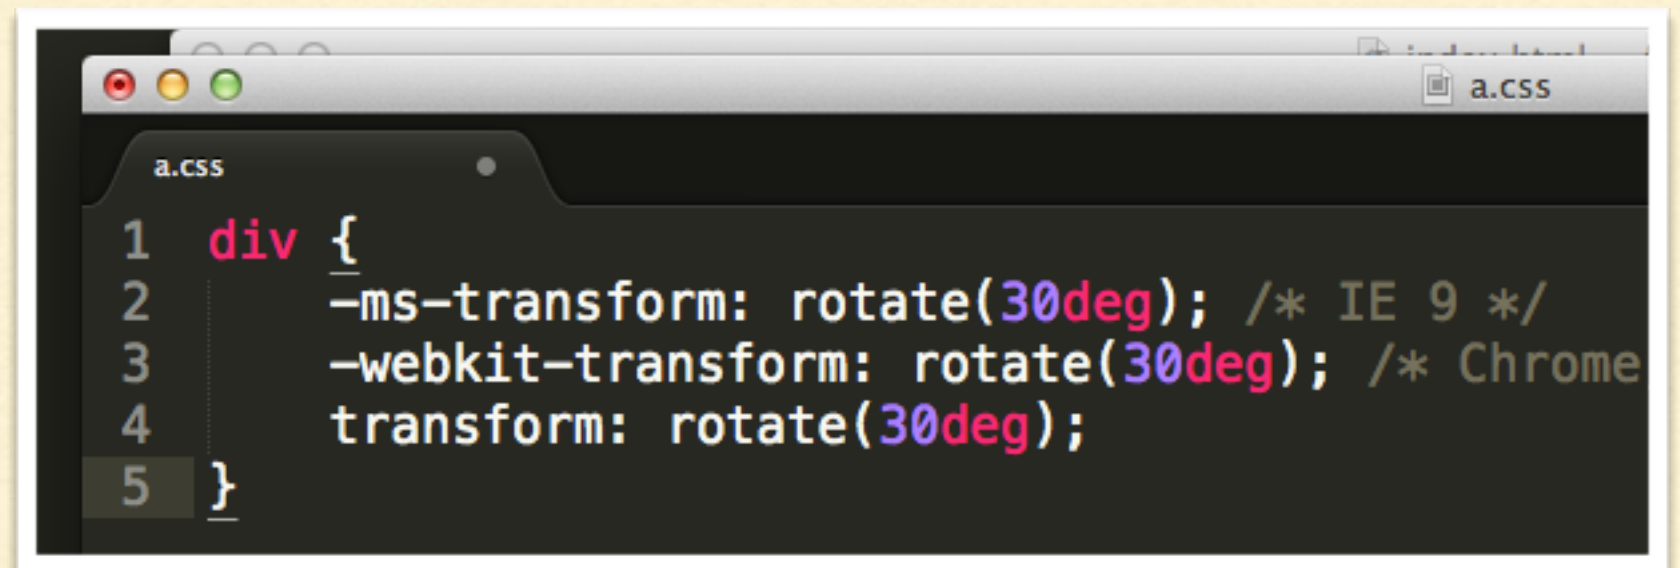 a.css
a.css
1 div {
2 -ms-transform: rotate(30deg); /* IE 9 */
3 -webkit-transform: rotate(30deg); /* Chrome
4 transform: rotate(30deg);
5 }